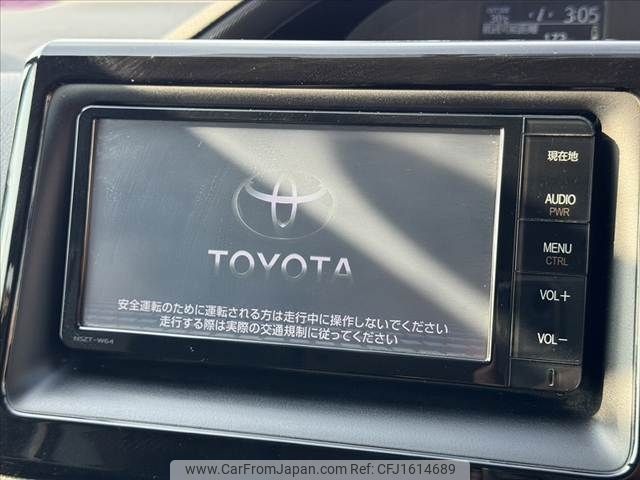 3:05
現在地
AUDIO
PWR
MENU
CTRL
VOL+
VOL-
TOYOTA
安全運転のために運転される方は走行中に操作しないでください
走行する際は実際の交通規制に従ってください
NSZT-W64
www.CarFromJapan.com CFJ1614689